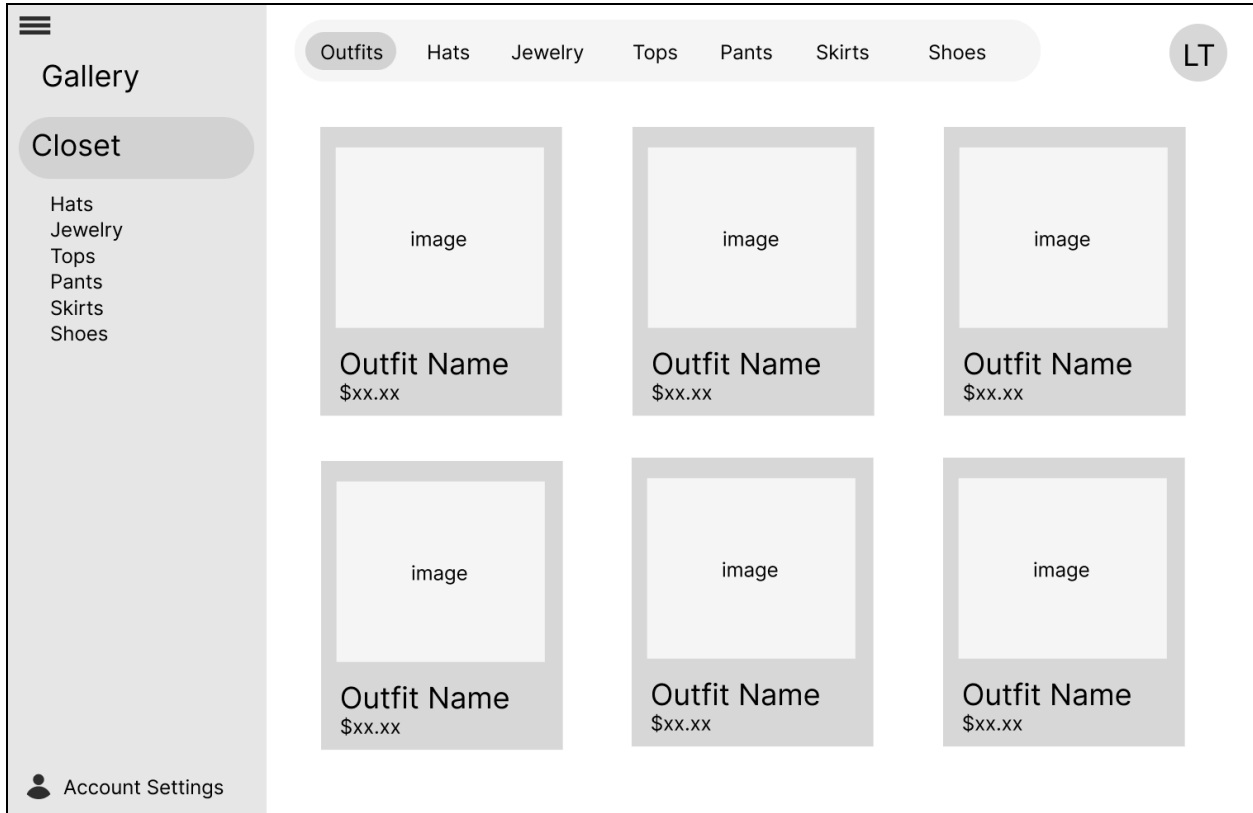 Gallery
Closet
Hats
Jewelry
Tops
Pants
Skirts
Shoes
Account Settings
Outfits Hats Jewelry Tops Pants Skirts Shoes
LT
image image image
Outfit Name Outfit Name Outfit Name
$xx.xx $xx.xx $xx.xx
image image image
Outfit Name Outfit Name Outfit Name
$xx.xx $xx.xx $xx.xx